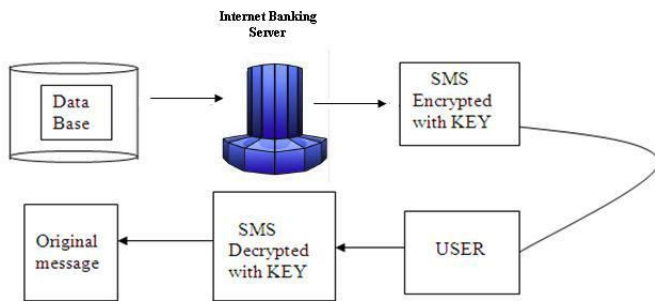 Internet Banking
Server
Data
Base
SMS
Encrypted
with KEY
USER
SMS
Decrypted
with KEY
Original
message